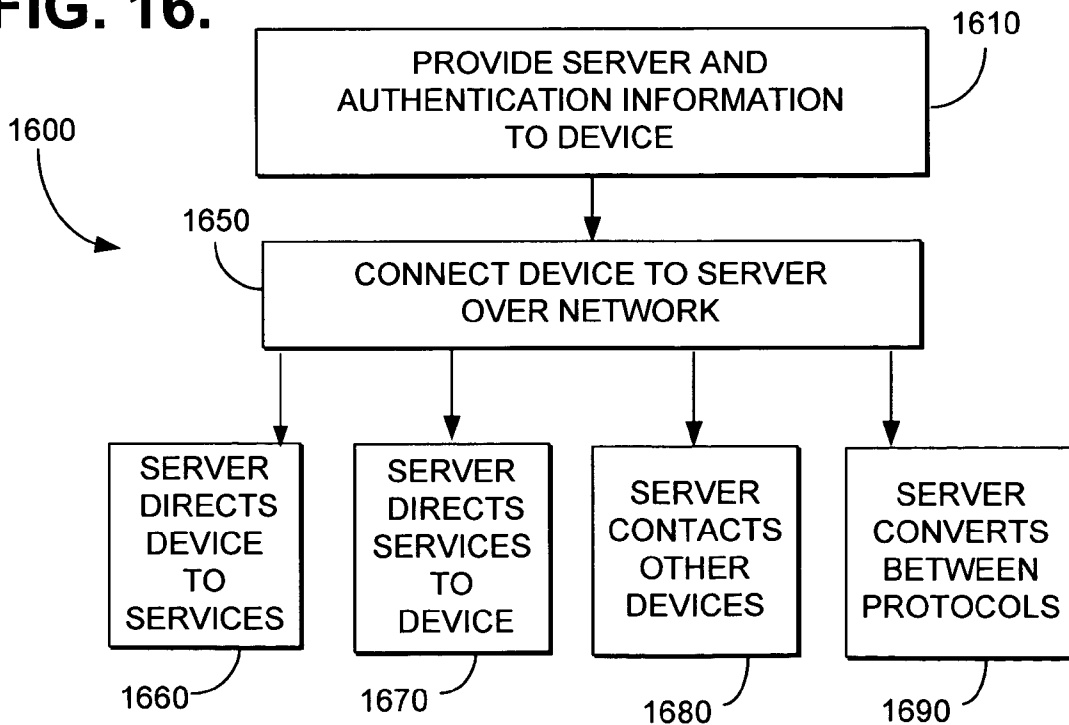 FIG. 16.
1610
PROVIDE SERVER AND
AUTHENTICATION INFORMATION
TO DEVICE
1600
1650
CONNECT DEVICE TO SERVER
OVER NETWORK
SERVER
DIRECTS
DEVICE
TO
SERVICES
SERVER
DIRECTS
SERVICES
TO
DEVICE
SERVER
CONTACTS
OTHER
DEVICES
SERVER
CONVERTS
BETWEEN
PROTOCOLS
1660
1670
1680
1690